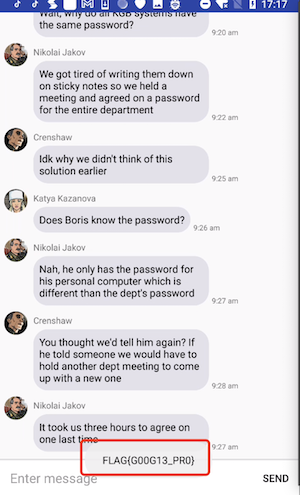 17:17
Wait, why do all KGB systems have
the same password?
9:20 am
Nikolai Jakov
We got tired of writing them down
on sticky notes so we held a
meeting and agreed on a password
for the entire department
9:22 am
Crenshaw
Idk why we didn't think of this
solution earlier
9:25 am
Katya Kazanova
Does Boris know the password?
9:26 am
Nikolai Jakov
Nah, he only has the password for
his personal computer which is
different than the dept's password
9:27 am
Crenshaw
You thought we'd tell him again? If
he told someone we would have to
hold another dept meeting to come
up with a new one
9:28 am
Nikolai Jakov
It took us three hours to agree on
one last time
9:27 am
FLAG{G00G13_PR0}
Enter message
SEND